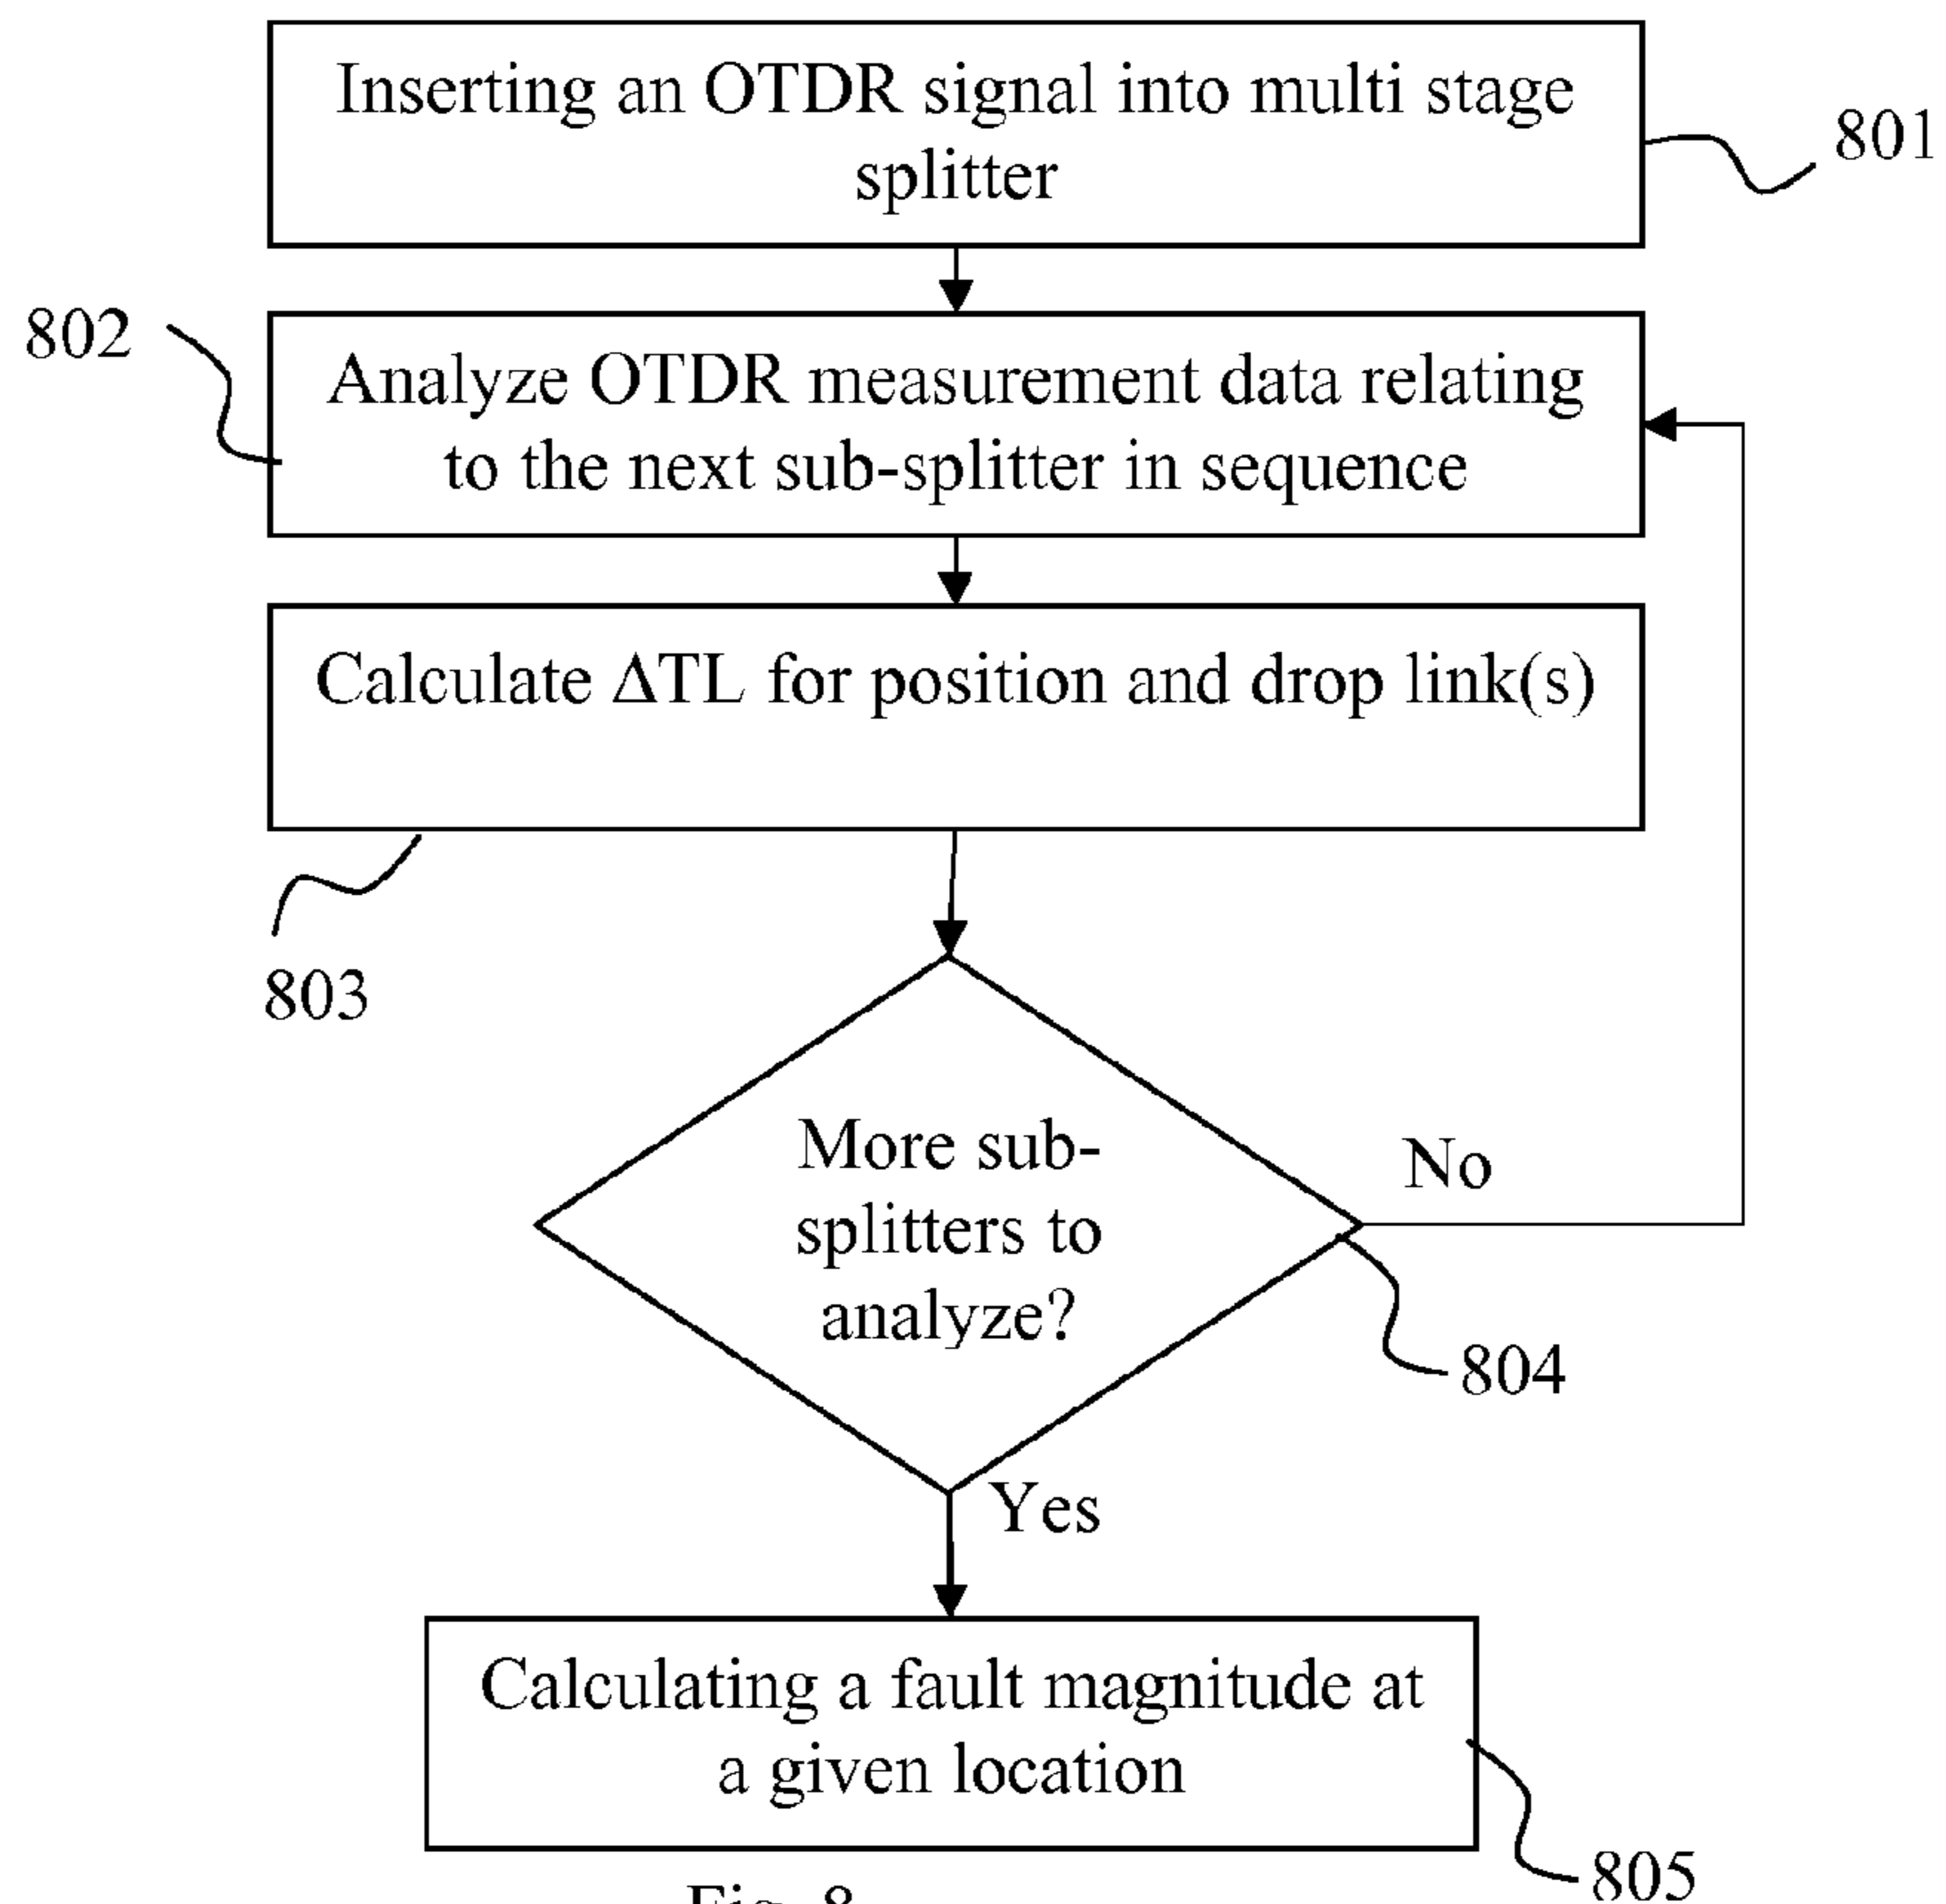 Inserting an OTDR signal into multi stage
splitter
801
802
Analyze OTDR measurement data relating
to the next sub-splitter in sequence
Calculate ΔTL for position and drop link(s)
803
More sub-
splitters to
analyze?
No
804
Yes
Calculating a fault magnitude at
a given location
805
Fig. 8